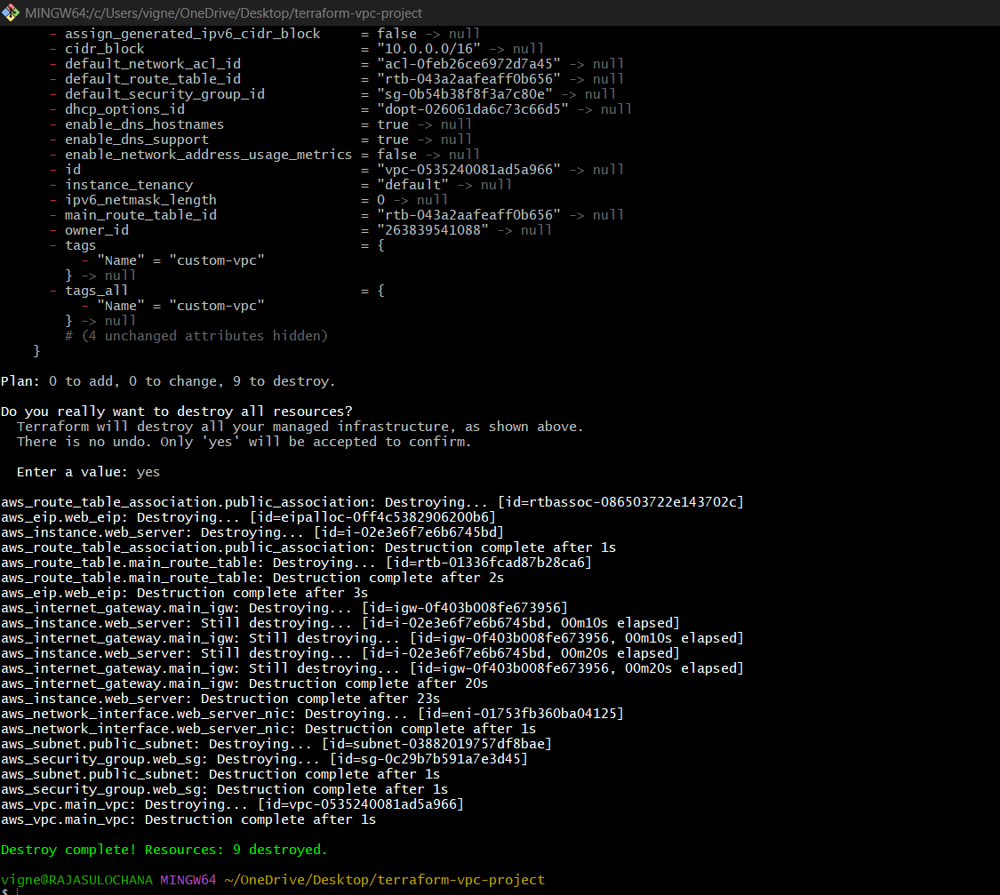 MINGW64:/c/Users/vigne/OneDrive/Desktop/terraform-vpc-project
- assign_generated_ipv6_cidr_block = false -> null
- cidr_block = "10.0.0.0/16" -> null
- default_network_acl_id = "acl-0feb26ce6972d7a45" -> null
- default_route_table_id = "rtb-043a2aafeaff0b656" -> null
- default_security_group_id = "sg-0b54b38f8f3a7c80e" -> null
- dhcp_options_id = "dopt-026061da6c73c66d5" -> null
- enable_dns_hostnames = true -> null
- enable_dns_support = true -> null
- enable_network_address_usage_metrics = false -> null
- id = "vpc-0535240081ad5a966" -> null
- instance_tenancy = "default" -> null
- ipv6_netmask_length = 0 -> null
- main_route_table_id = "rtb-043a2aafeaff0b656" -> null
- owner_id = "263839541088" -> null
- tags = {
- "Name" = "custom-vpc"
} -> null
- tags_all = {
- "Name" = "custom-vpc"
} -> null
# (4 unchanged attributes hidden)
}
Plan: 0 to add, 0 to change, 9 to destroy.
Do you really want to destroy all resources?
Terraform will destroy all your managed infrastructure, as shown above.
There is no undo. Only 'yes' will be accepted to confirm.
Enter a value: yes
aws_route_table_association.public_association: Destroying... [id=rtbassoc-086503722e143702c]
aws_eip.web_eip: Destroying... [id=eipalloc-0ff4c5382906200b6]
aws_instance.web_server: Destroying... [id=i-02e3e6f7e6b6745bd]
aws_route_table_association.public_association: Destruction complete after 1s
aws_route_table.main_route_table: Destroying... [id=rtb-01336fcad87b28ca6]
aws_route_table.main_route_table: Destruction complete after 2s
aws_eip.web_eip: Destruction complete after 3s
aws_internet_gateway.main_igw: Destroying... [id=igw-0f403b008fe673956]
aws_instance.web_server: Still destroying... [id=i-02e3e6f7e6b6745bd, 00m10s elapsed]
aws_internet_gateway.main_igw: Still destroying... [id=igw-0f403b008fe673956, 00m10s elapsed]
aws_instance.web_server: Still destroying... [id=i-02e3e6f7e6b6745bd, 00m20s elapsed]
aws_internet_gateway.main_igw: Still destroying... [id=igw-0f403b008fe673956, 00m20s elapsed]
aws_internet_gateway.main_igw: Destruction complete after 20s
aws_instance.web_server: Destruction complete after 23s
aws_network_interface.web_server_nic: Destroying... [id=eni-01753fb360ba04125]
aws_network_interface.web_server_nic: Destruction complete after 1s
aws_subnet.public_subnet: Destroying... [id=subnet-03882019757df8bae]
aws_security_group.web_sg: Destroying... [id=sg-0c29b7b591a7e3d45]
aws_subnet.public_subnet: Destruction complete after 1s
aws_security_group.web_sg: Destruction complete after 1s
aws_vpc.main_vpc: Destroying... [id=vpc-0535240081ad5a966]
aws_vpc.main_vpc: Destruction complete after 1s
Destroy complete! Resources: 9 destroyed.
vigne@RAJASULOCHANA MINGW64 ~/OneDrive/Desktop/terraform-vpc-project
$